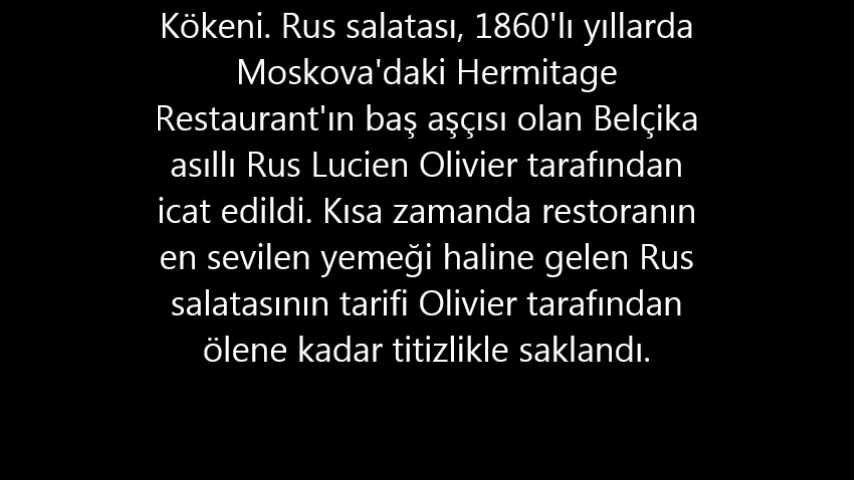 Kökeni. Rus salatası, 1860'lı yıllarda
Moskova'daki Hermitage
Restaurant'ın baş aşçısı olan Belçika
asıllı Rus Lucien Olivier tarafından
icat edildi. Kısa zamanda restoranın
en sevilen yemeği haline gelen Rus
salatasının tarifi Olivier tarafından
ölene kadar titizlikle saklandı.